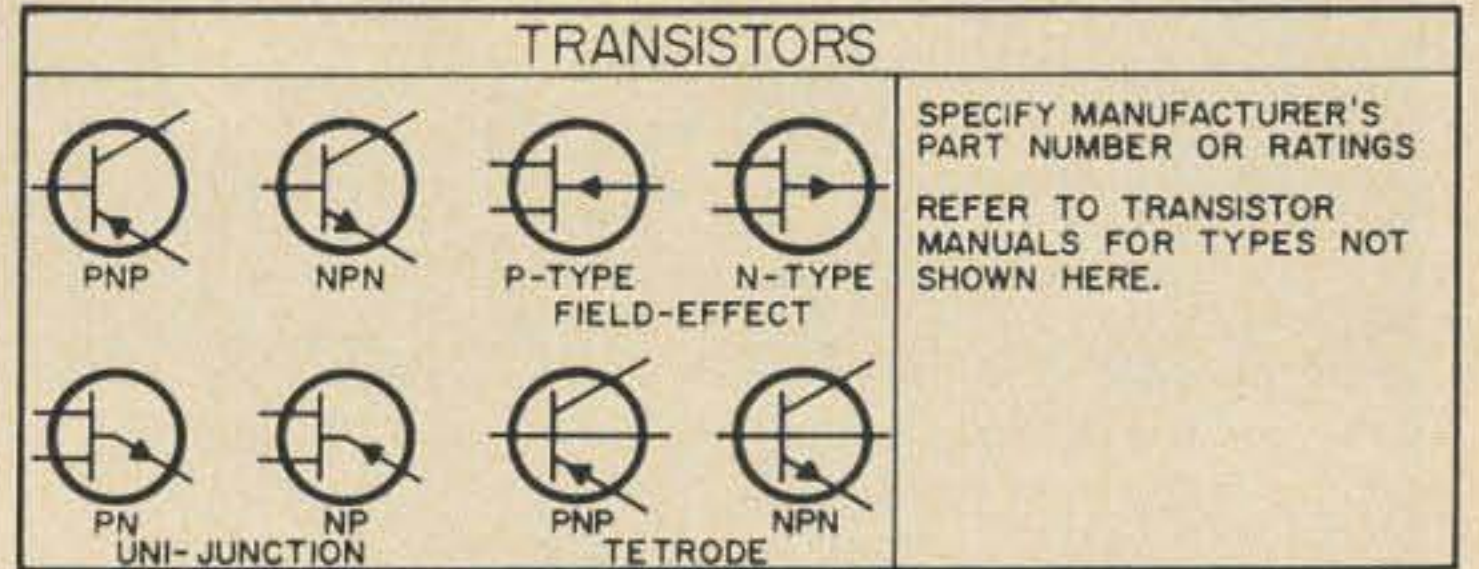 TRANSISTORS
PNP
NPN
P-TYPE
N-TYPE
FIELD-EFFECT
PN
NP
UNI-JUNCTION
PNP
NPN
TETRODE
SPECIFY MANUFACTURER'S
PART NUMBER OR RATINGS
REFER TO TRANSISTOR
MANUALS FOR TYPES NOT
SHOWN HERE.